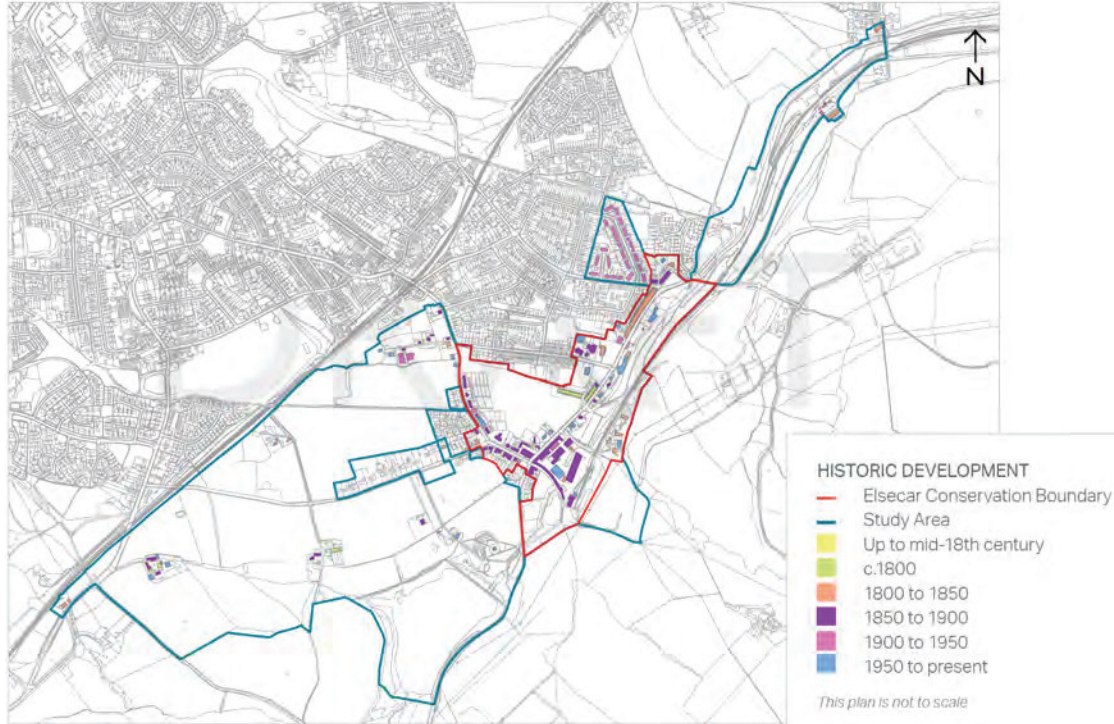 N
HISTORIC DEVELOPMENT
Elsecar Conservation Boundary
Study Area
Up to mid-18th century
c.1800
1800 to 1850
1850 to 1900
1900 to 1950
1950 to present
This plan is not to scale